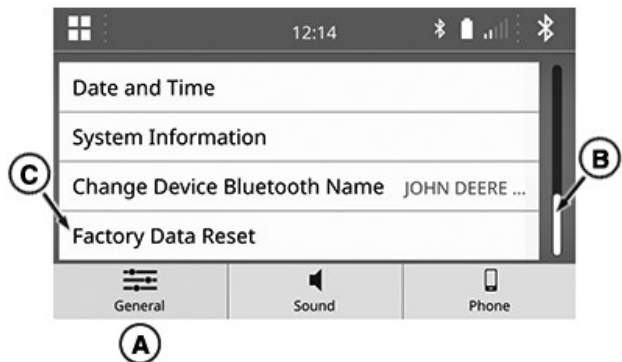 12:14
Date and Time
System Information
C
B
Change Device Bluetooth Name JOHN DEERE ...
Factory Data Reset
General Sound Phone
A